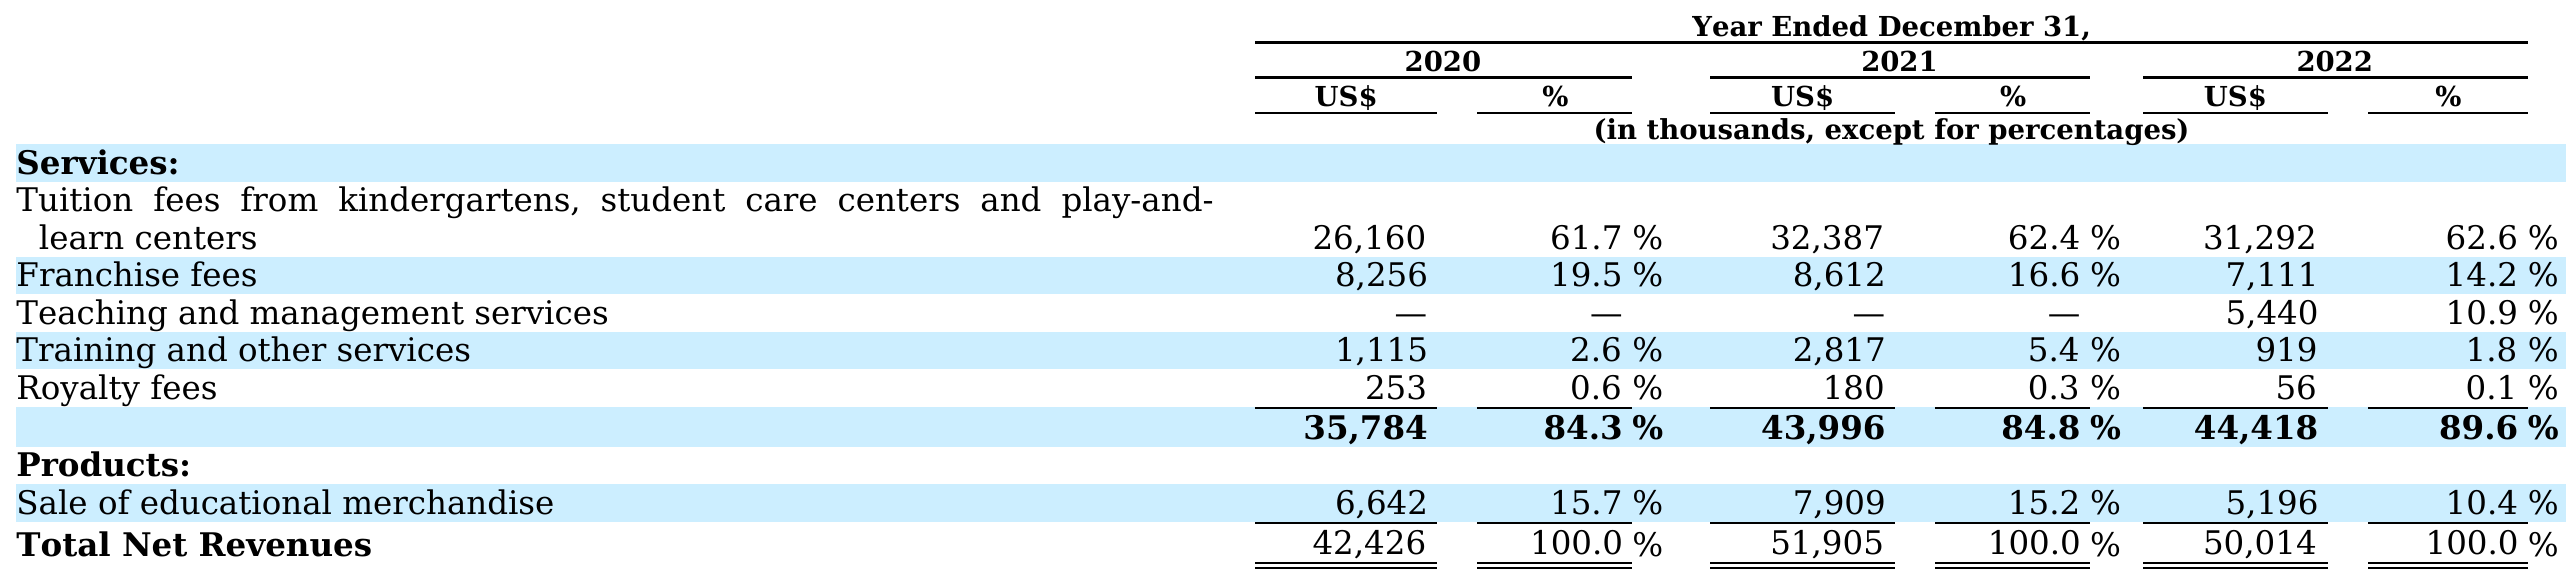 Year Ended December 31,
2020 2021 2022
US$ % US$ % US$ %
(in thousands, except for percentages)
Services:
Tuition fees from kindergartens, student care centers and play-and-
learn centers 26,160 61.7 % 32,387 62.4 % 31,292 62.6 %
Franchise fees 8,256 19.5 % 8,612 16.6 % 7,111 14.2 %
Teaching and management services — — — — 5,440 10.9 %
Training and other services 1,115 2.6 % 2,817 5.4 % 919 1.8 %
Royalty fees 253 0.6 % 180 0.3 % 56 0.1 %
35,784 84.3 % 43,996 84.8 % 44,418 89.6 %
Products:
Sale of educational merchandise 6,642 15.7 % 7,909 15.2 % 5,196 10.4 %
Total Net Revenues 42,426 100.0 % 51,905 100.0 % 50,014 100.0 %